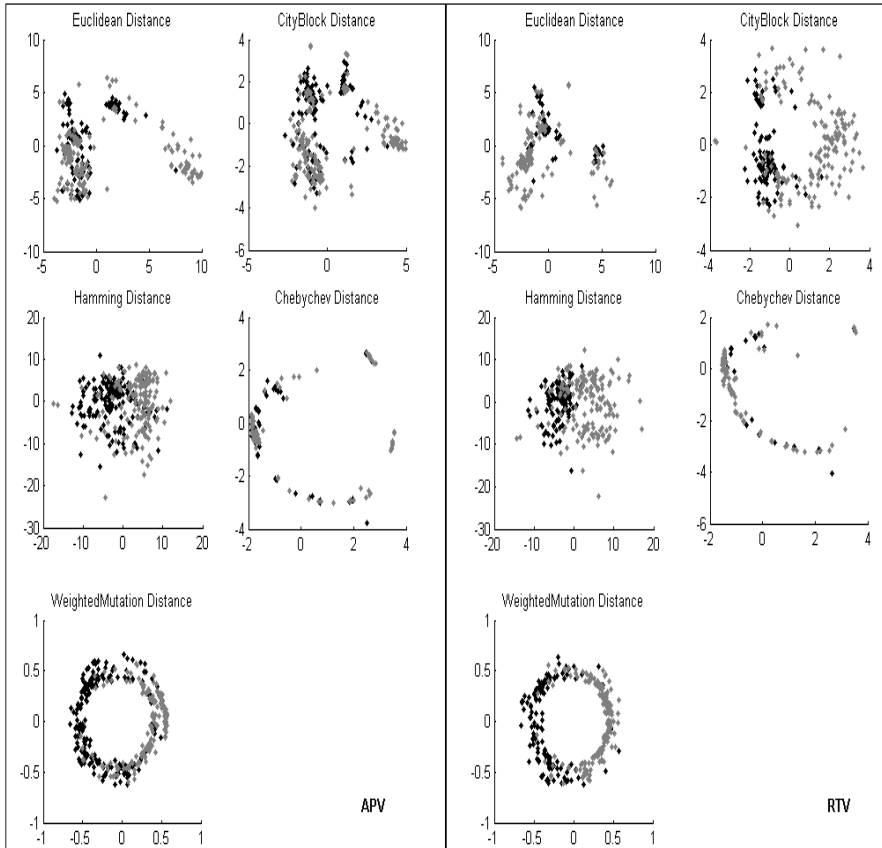 Euclidean Distance
CityBlock Distance
10
5
0
-5
-10
-5 0 5 10
4
2
0
-2
-4
-6
-5 0 5
Hamming Distance
Chebychev Distance
20
10
0
-10
-20
-30
-20 -10 0 10 20
4
2
0
-2
-4
-2 0 2 4
WeightedMutation Distance
1
0.5
0
-0.5
-1
-1 -0.5 0 0.5 1
APV
Euclidean Distance
CityBlock Distance
10
5
0
-5
-10
-5 0 5 10
4
2
0
-2
-4
-4 -2 0 2 4
Hamming Distance
Chebychev Distance
20
10
0
-10
-20
-30
-20 -10 0 10 20
2
0
-2
-4
-6
-2 0 2 4
WeightedMutation Distance
1
0.5
0
-0.5
-1
-1 -0.5 0 0.5 1
RTV